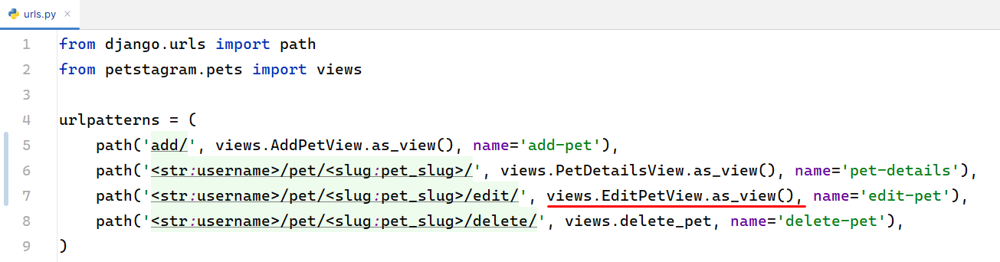 urls.py ×
1 from django.urls import path
2 from petstagram.pets import views
3
4 urlpatterns = (
5     path('add/', views.AddPetView.as_view(), name='add-pet'),
6     path('<str:username>/pet/<slug:pet_slug>/', views.PetDetailsView.as_view(), name='pet-details'),
7     path('<str:username>/pet/<slug:pet_slug>/edit/', views.EditPetView.as_view(), name='edit-pet'),
8     path('<str:username>/pet/<slug:pet_slug>/delete/', views.delete_pet, name='delete-pet'),
9 )